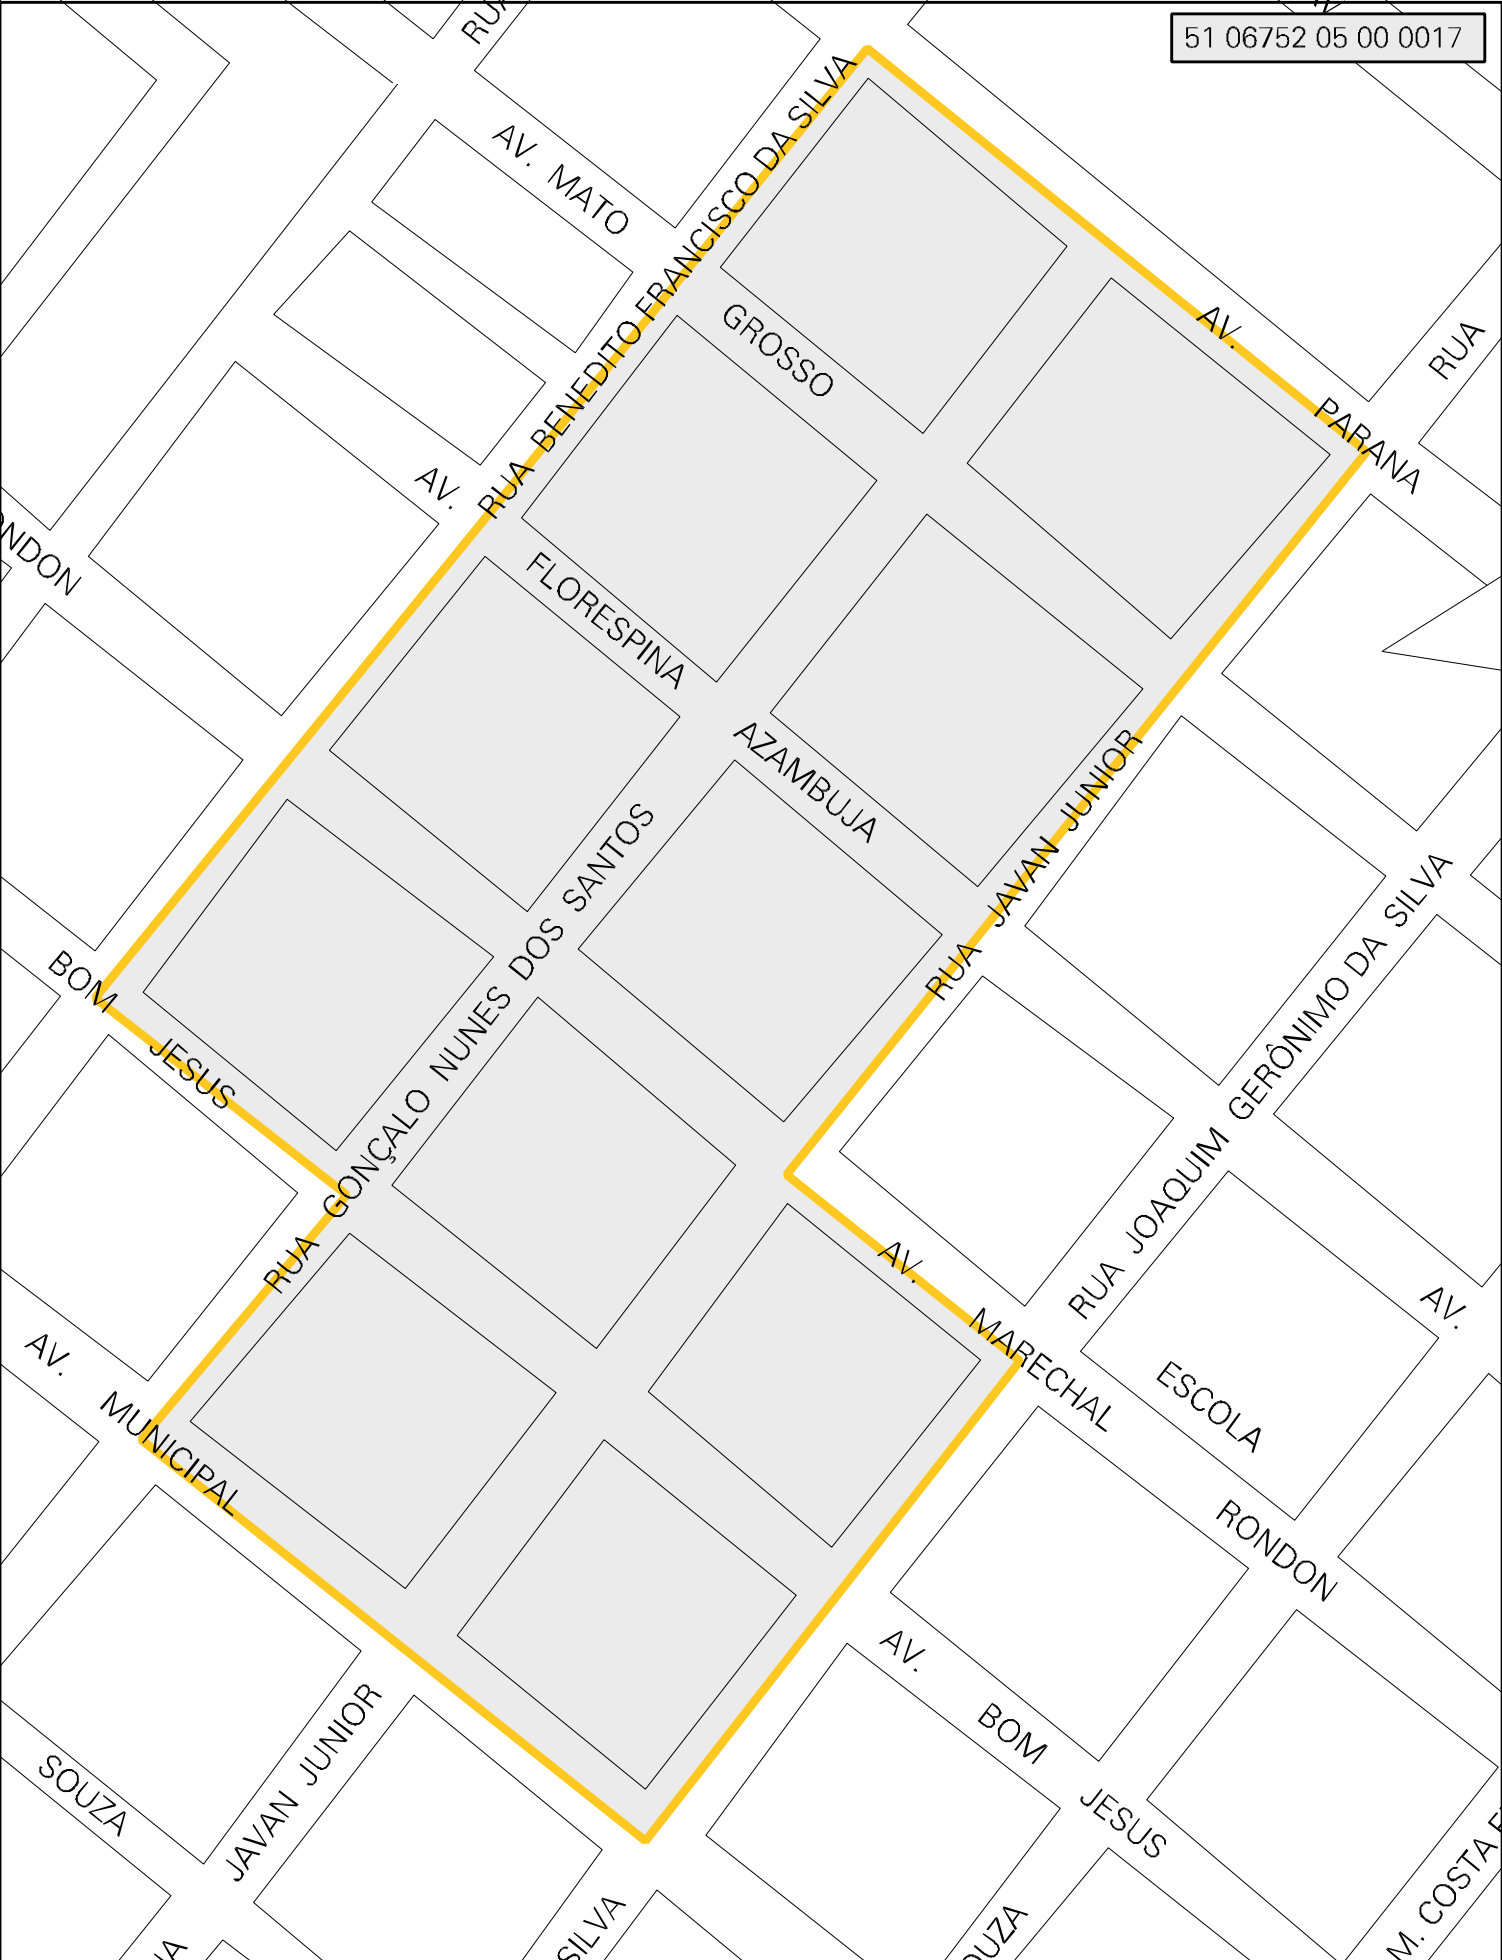 51 06752 05 00 0017
AV. MATO
GROSSO
RUA BENEDITO FRANCISCO DA SILVA
AV.
PARANA
RUA
AV.
FLORESPINA
AZAMBUJA
RUA JAVAN JUNIOR
RUA GONÇALO NUNES DOS SANTOS
RUA JOAQUIM GERÔNIMO DA SILVA
BOM
JESUS
AV.
MARECHAL
RONDON
AV.
ESCOLA
AV.
MUNICIPAL
AV.
BOM
JESUS
SOUZA
JAVAN JUNIOR
SILVA
M. COSTA